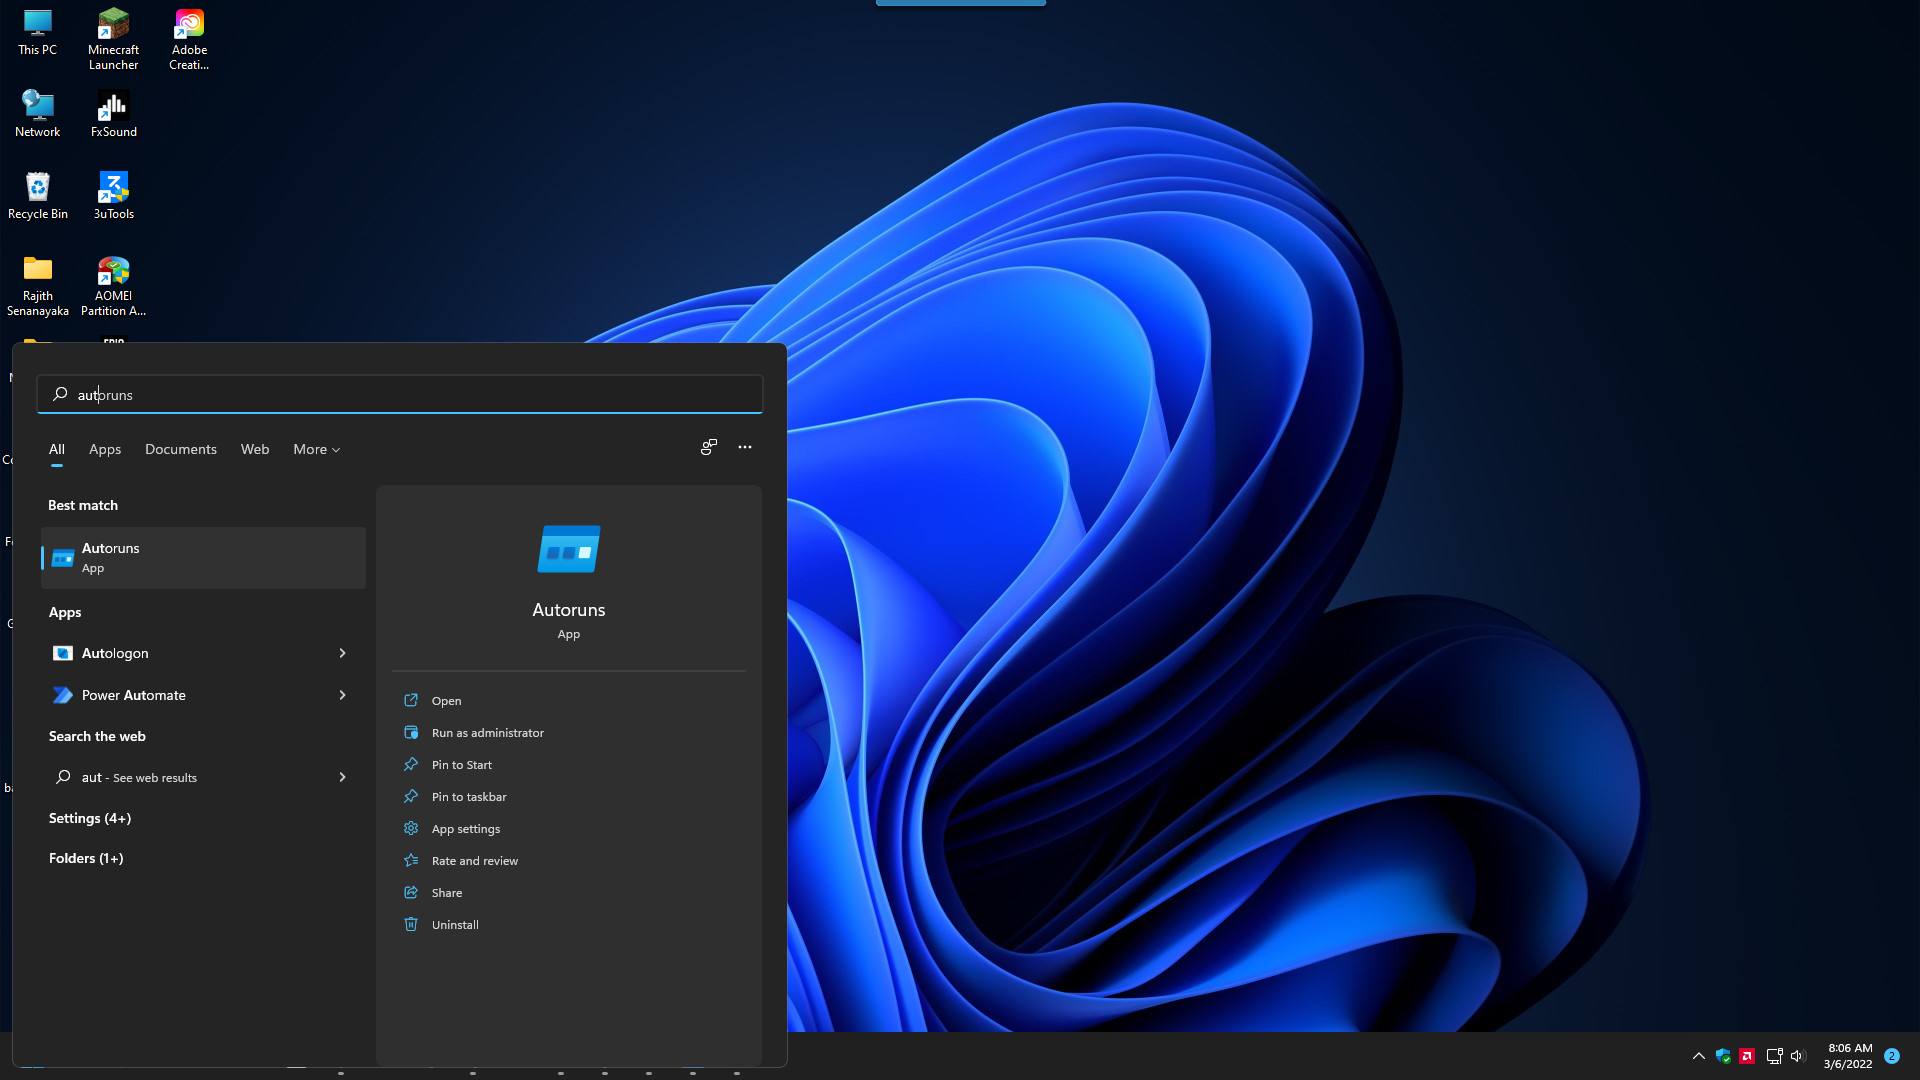 This PC
Minecraft
Launcher
Adobe
Creati...
Network
FxSound
Recycle Bin
3uTools
Rajith
Senanayaka
AOMEI
Partition A...
autoruns
All
Apps
Documents
Web
More
Best match
Autoruns
App
Apps
Autologon
Power Automate
Search the web
aut - See web results
Settings (4+)
Folders (1+)
Autoruns
App
Open
Run as administrator
Pin to Start
Pin to taskbar
App settings
Rate and review
Share
Uninstall
8:06 AM
3/6/2022
2